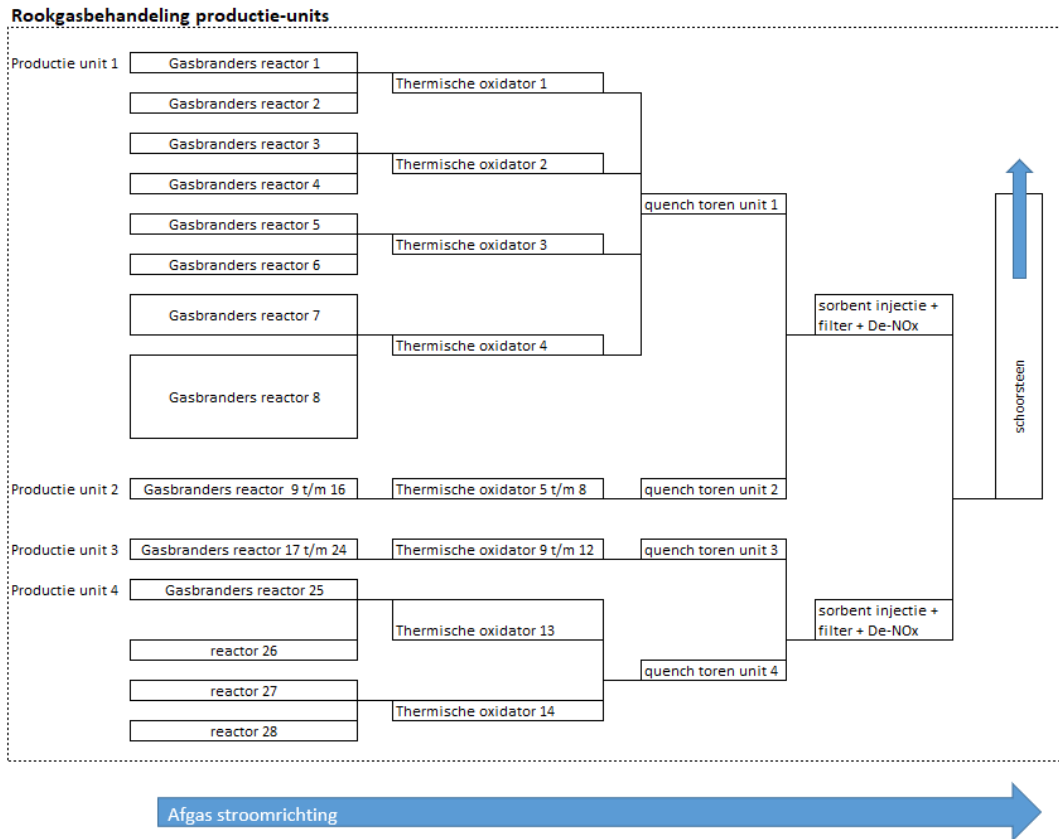 Rookgasbehandeling productie-units
Productie unit 1
Gasbranders reactor 1
Thermische oxidator 1
Gasbranders reactor 2
Gasbranders reactor 3
Thermische oxidator 2
Gasbranders reactor 4
quench toren unit 1
Gasbranders reactor 5
Thermische oxidator 3
Gasbranders reactor 6
Gasbranders reactor 7
sorbent injectie +
filter + De-NOx
Thermische oxidator 4
Gasbranders reactor 8
schoorsteen
Productie unit 2
Gasbranders reactor 9 t/m 16
Thermische oxidator 5 t/m 8
quench toren unit 2
Productie unit 3
Gasbranders reactor 17 t/m 24
Thermische oxidator 9 t/m 12
quench toren unit 3
Productie unit 4
Gasbranders reactor 25
sorbent injectie +
filter + De-NOx
Thermische oxidator 13
reactor 26
quench toren unit 4
reactor 27
Thermische oxidator 14
reactor 28
Afgas stroomrichting